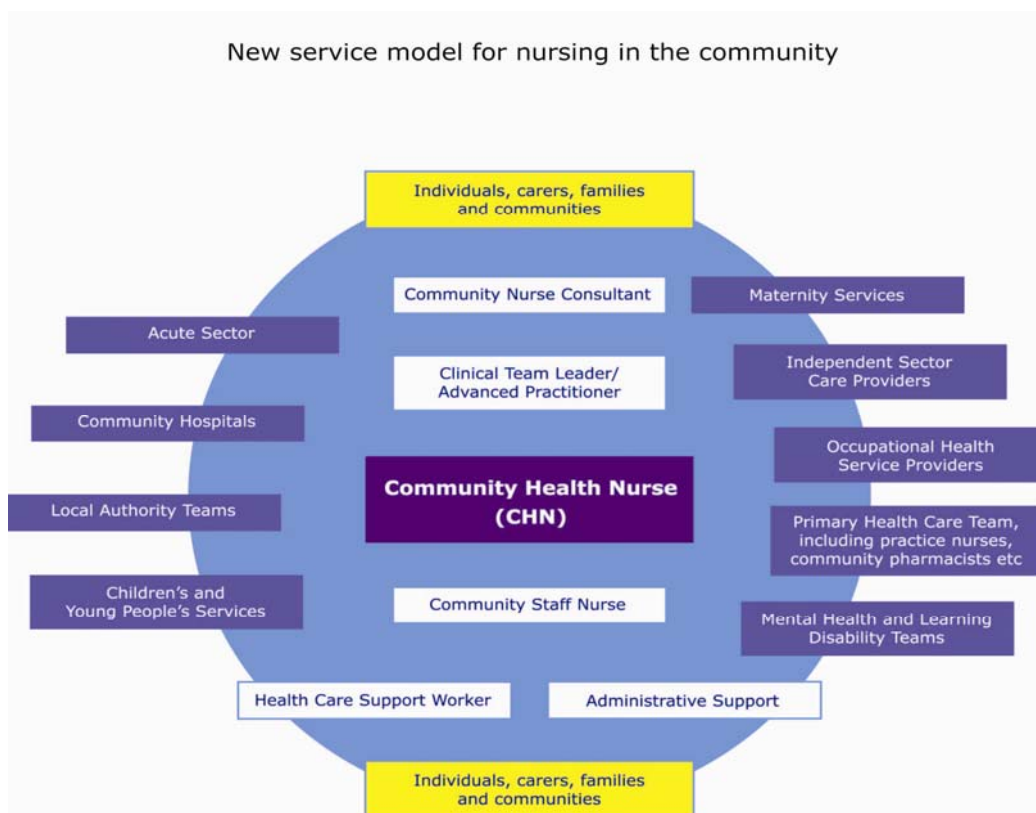 New service model for nursing in the community
Individuals, carers, families
and communities
Community Nurse Consultant
Maternity Services
Acute Sector
Clinical Team Leader/
Advanced Practitioner
Independent Sector
Care Providers
Community Hospitals
Occupational Health
Service Providers
Community Health Nurse
(CHN)
Local Authority Teams
Primary Health Care Team,
including practice nurses,
community pharmacists etc
Children’s and
Young People’s Services
Community Staff Nurse
Mental Health and Learning
Disability Teams
Health Care Support Worker
Administrative Support
Individuals, carers, families
and communities